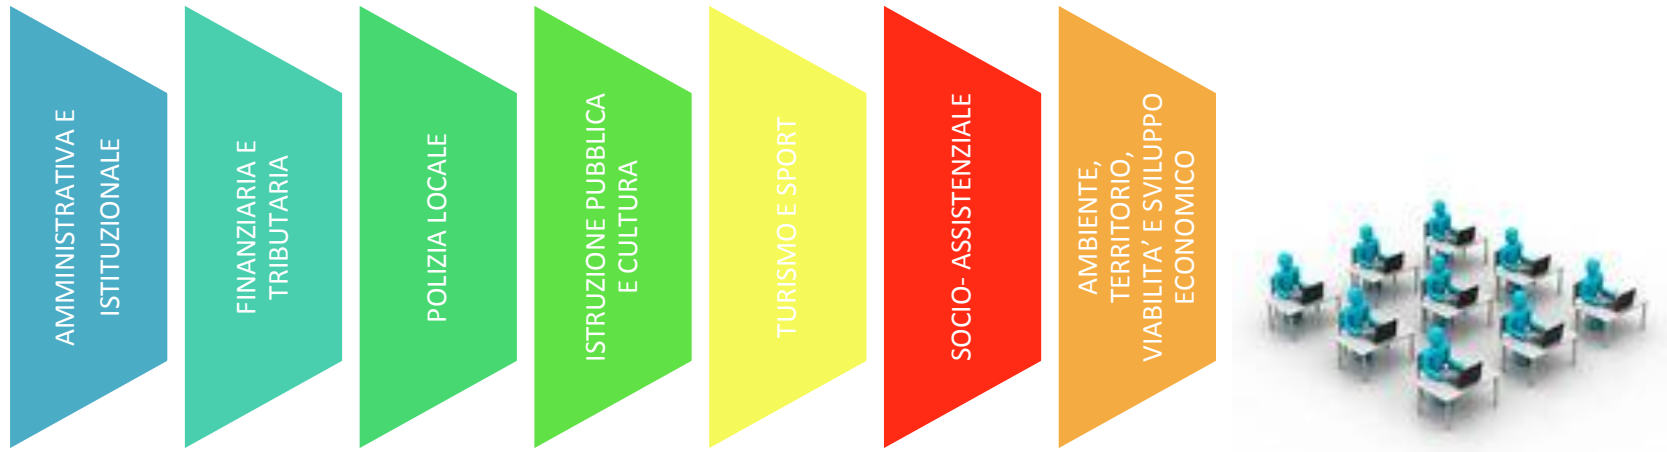 AMMINISTRATIVA E
ISTITUZIONALE
FINANZIARIA E
TRIBUTARIA
POLIZIA LOCALE
ISTRUZIONE PUBBLICA
E CULTURA
TURISMO E SPORT
SOCIO- ASSISTENZIALE
AMBIENTE,
TERRITORIO,
VIABILITA’ E SVILUPPO
ECONOMICO